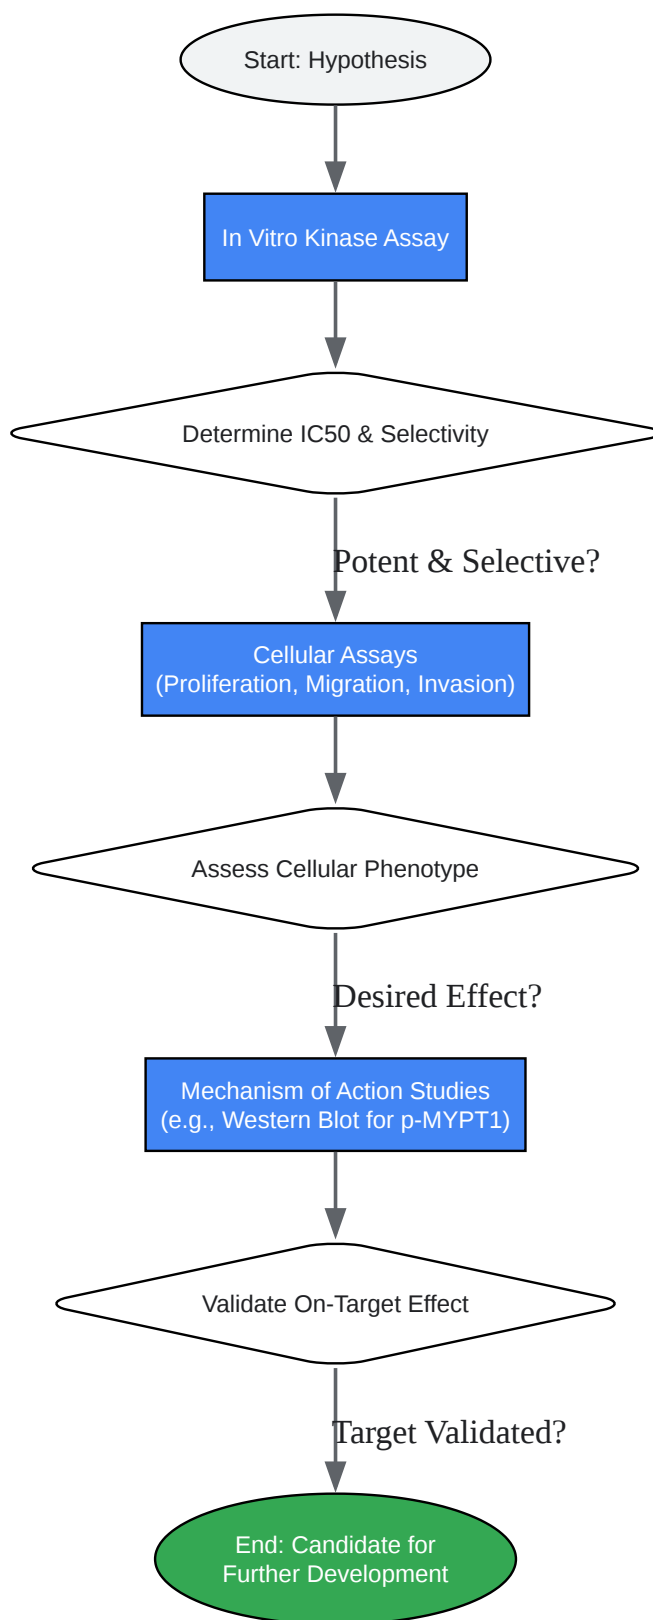 Start: Hypothesis
In Vitro Kinase Assay
Determine IC50 & Selectivity
Potent & Selective?
Cellular Assays
(Proliferation, Migration, Invasion)
Assess Cellular Phenotype
Desired Effect?
Mechanism of Action Studies
(e.g., Western Blot for p-MYPT1)
Validate On-Target Effect
Target Validated?
End: Candidate for
Further Development